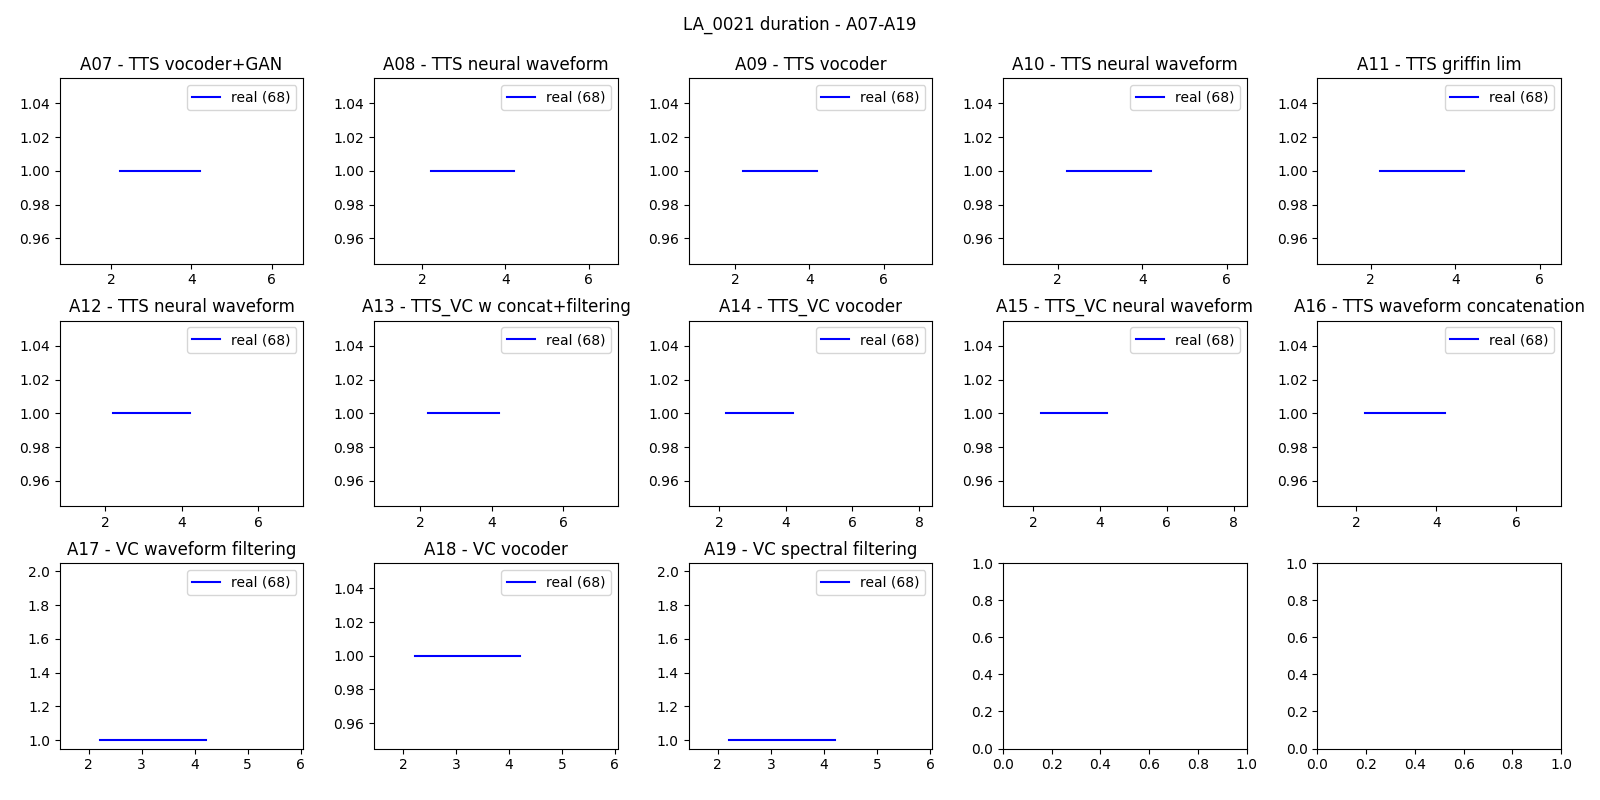 LA_0021 duration - A07-A19
A07 - TTS vocoder+GAN
real (68)
1.04
1.02
1.00
0.98
0.96
2 4 6
A08 - TTS neural waveform
real (68)
1.04
1.02
1.00
0.98
0.96
2 4 6
A09 - TTS vocoder
real (68)
1.04
1.02
1.00
0.98
0.96
2 4 6
A10 - TTS neural waveform
real (68)
1.04
1.02
1.00
0.98
0.96
2 4 6
A11 - TTS griffin lim
real (68)
1.04
1.02
1.00
0.98
0.96
2 4 6
A12 - TTS neural waveform
real (68)
1.04
1.02
1.00
0.98
0.96
2 4 6
A13 - TTS_VC w concat+filtering
real (68)
1.04
1.02
1.00
0.98
0.96
2 4 6
A14 - TTS_VC vocoder
real (68)
1.04
1.02
1.00
0.98
0.96
2 4 6 8
A15 - TTS_VC neural waveform
real (68)
1.04
1.02
1.00
0.98
0.96
2 4 6 8
A16 - TTS waveform concatenation
real (68)
1.04
1.02
1.00
0.98
0.96
2 4 6
A17 - VC waveform filtering
real (68)
2.0
1.8
1.6
1.4
1.2
1.0
2 3 4 5 6
A18 - VC vocoder
real (68)
1.04
1.02
1.00
0.98
0.96
2 3 4 5 6
A19 - VC spectral filtering
real (68)
2.0
1.8
1.6
1.4
1.2
1.0
2 3 4 5 6
1.0
0.8
0.6
0.4
0.2
0.0
0.0 0.2 0.4 0.6 0.8 1.0
1.0
0.8
0.6
0.4
0.2
0.0
0.0 0.2 0.4 0.6 0.8 1.0